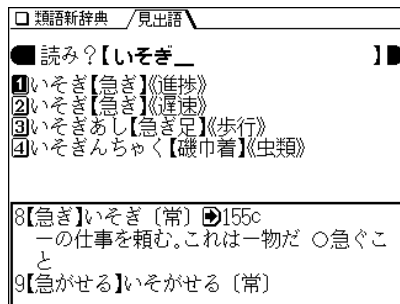 類語新辞典 見出語
読み?【いそぎ_ 】
1いそぎ【急ぎ】《進捗》
2いそぎ【急ぎ】《遅速》
3いそぎあし【急ぎ足】《歩行》
4いそぎんちゃく【磯巾着】《虫類》
8【急ぎ】いそぎ〔常〕➡155c
ーの仕事を頼む。これはー物だ ○急ぐこ
と
9【急がせる】いそがせる〔常〕